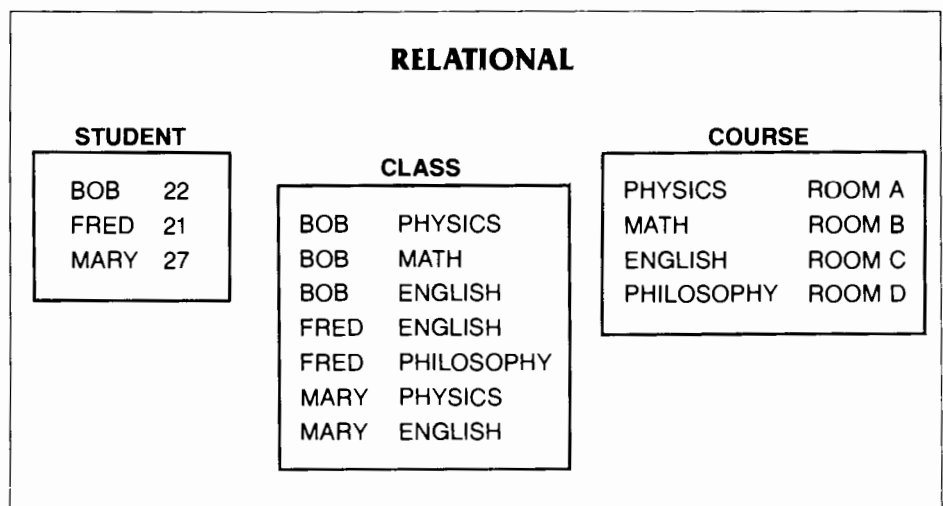 RELATIONAL
STUDENT
BOB 22
FRED 21
MARY 27
CLASS
BOB PHYSICS
BOB MATH
BOB ENGLISH
FRED ENGLISH
FRED PHILOSOPHY
MARY PHYSICS
MARY ENGLISH
COURSE
PHYSICS ROOM A
MATH ROOM B
ENGLISH ROOM C
PHILOSOPHY ROOM D